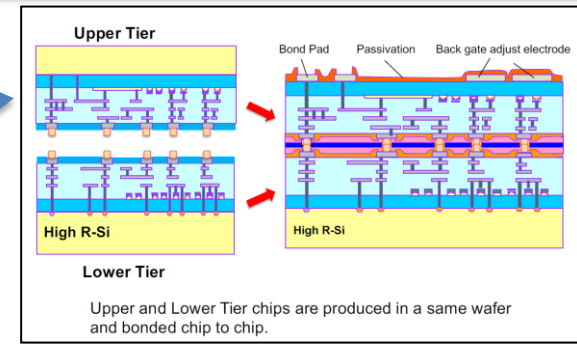 Upper Tier
Bond Pad
Passivation
Back gate adjust electrode
High R-Si
High R-Si
Lower Tier
Upper and Lower Tier chips are produced in a same wafer
and bonded chip to chip.